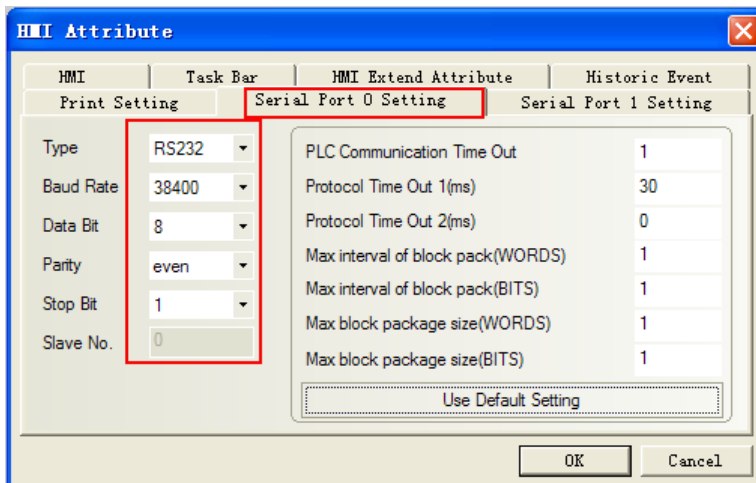 HMI Attribute
HMI Task Bar HMI Extend Attribute Historic Event
Print Setting Serial Port 0 Setting Serial Port 1 Setting
Type RS232
Baud Rate 38400
Data Bit 8
Parity even
Stop Bit 1
Slave No. 0
PLC Communication Time Out 1
Protocol Time Out 1(ms) 30
Protocol Time Out 2(ms) 0
Max interval of block pack(WORDS) 1
Max interval of block pack(BITS) 1
Max block package size(WORDS) 1
Max block package size(BITS) 1
Use Default Setting
OK Cancel